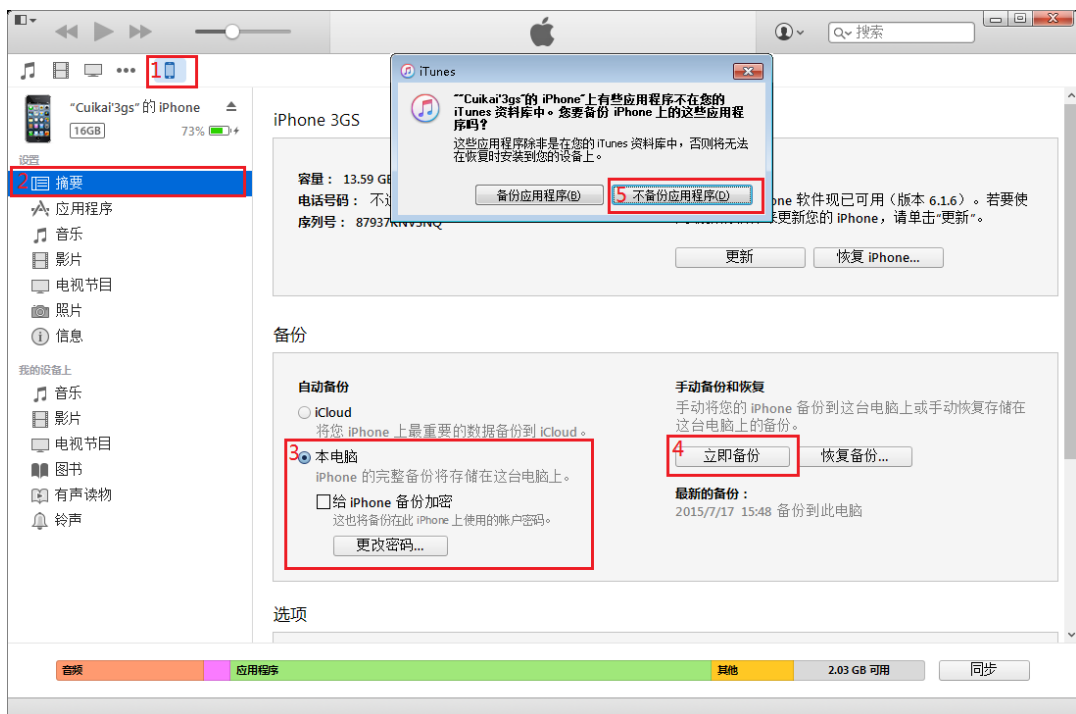 搜索
1
iTunes
““Cuikai'3gs”的 iPhone”上有些应用程序不在您的
iTunes 资料库中。您要备份 iPhone 上的这些应用程
序吗?
这些应用程序除非是在您的 iTunes 资料库中，否则将无法
在恢复时安装到您的设备上。
备份应用程序(B)
5 不备份应用程序(D)
“Cuikai'3gs”的 iPhone
16GB
73%
设置
2 摘要
应用程序
音乐
影片
电视节目
照片
信息
我的设备上
音乐
影片
电视节目
图书
有声读物
铃声
iPhone 3GS
容量： 13.59 GB
电话号码： 不
序列号：
one 软件现已可用（版本 6.1.6）。若要使
更新您的 iPhone，请单击“更新”。
更新
恢复 iPhone...
备份
自动备份
iCloud
将您 iPhone 上最重要的数据备份到 iCloud。
3 本电脑
iPhone 的完整备份将存储在这台电脑上。
给 iPhone 备份加密
这也将备份在此 iPhone 上使用的帐户密码。
更改密码...
手动备份和恢复
手动将您的 iPhone 备份到这台电脑上或手动恢复存储在
这台电脑上的备份。
4 立即备份
恢复备份...
最新的备份：
2015/7/17 15:48 备份到此电脑
选项
音频
应用程序
其他
2.03 GB 可用
同步